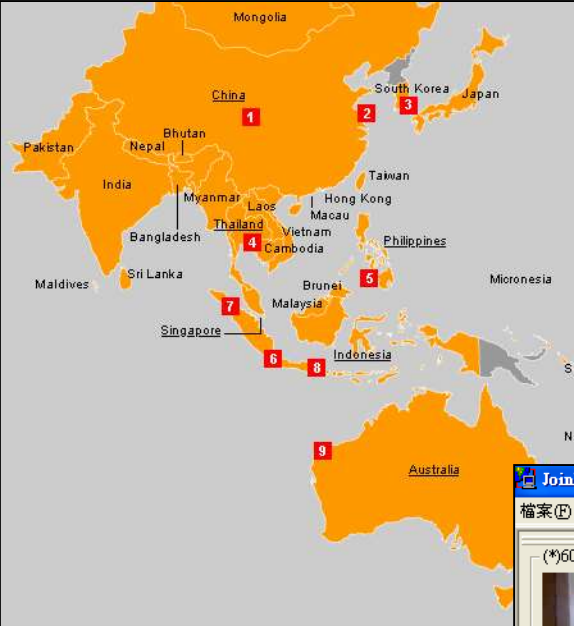 Mongolia
South Korea
China
Japan
1
2
3
Bhutan
Pakistan
Nepal
Taiwan
India
Myanmar
Laos
Hong Kong
Macau
Thailand
Vietnam
Bangladesh
4
Cambodia
Philippines
Sri Lanka
Maldives
Brunei
5
Micronesia
7
Malaysia
Singapore
6
Indonesia
8
S
N
9
Australia
Join
檔案(F)
(*)60